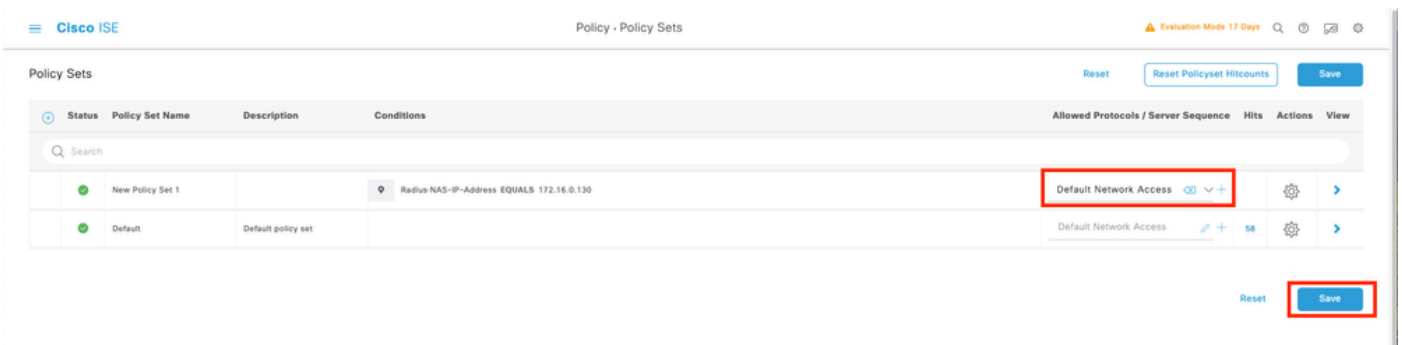 Cisco ISE
Policy · Policy Sets
Evaluation Mode 17 Days
Policy Sets
Reset
Reset Policyset Hitcounts
Save
Status Policy Set Name Description Conditions Allowed Protocols / Server Sequence Hits Actions View
Search
New Policy Set 1 Radius·NAS-IP-Address EQUALS 172.16.0.130 Default Network Access
Default Default policy set Default Network Access 58
Reset
Save